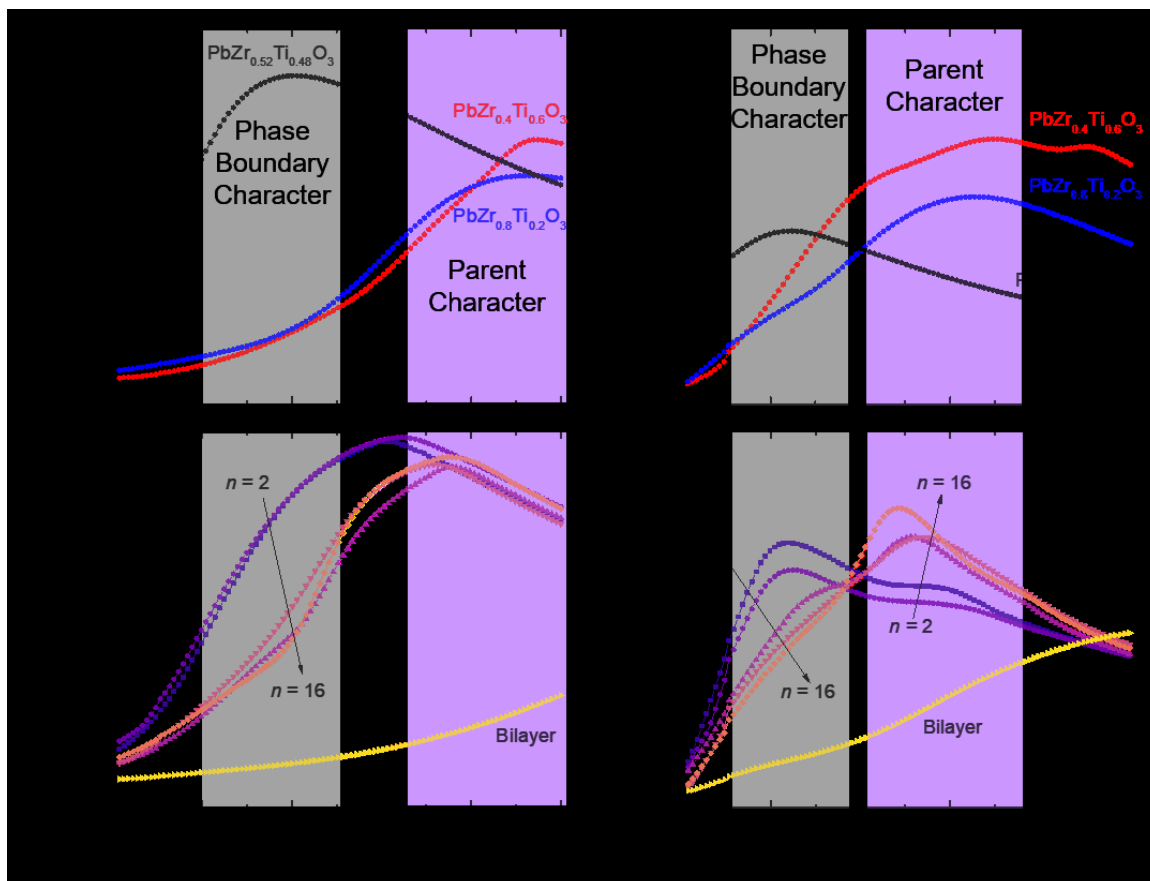 PbZr0.52Ti0.48O3
Phase
Boundary
Character
PbZr0.4Ti0.6O3
PbZr0.8Ti0.2O3
Parent
Character
Phase
Boundary
Character
Parent
Character
PbZr0.4Ti0.6O3
PbZr0.8Ti0.2O3
n = 2
n = 16
Bilayer
n = 16
n = 2
n = 16
Bilayer